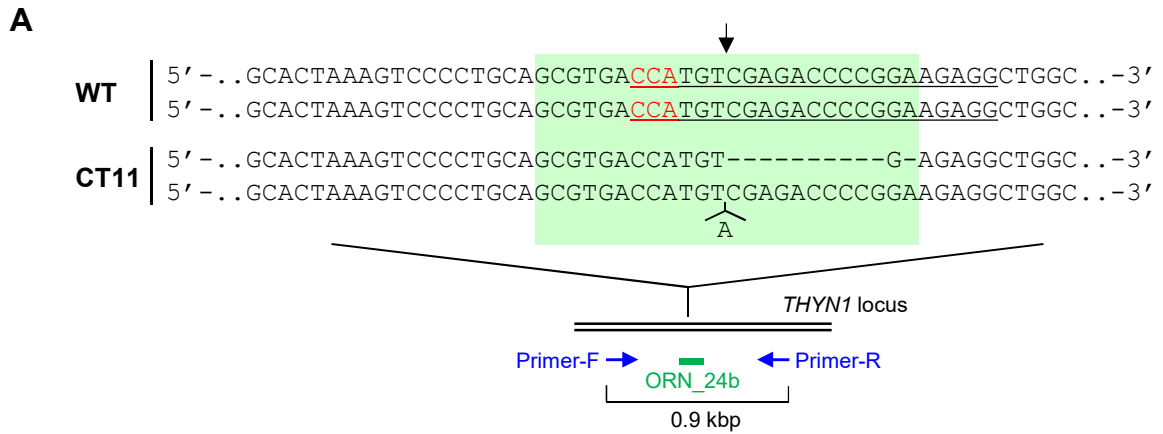 A
WT
5′-..GCACTAAAGTCCCCTGCAGCGTGACCATGTCGAGACCCCGGAAGAGGCTGGC..-3′
5′-..GCACTAAAGTCCCCTGCAGCGTGACCATGTCGAGACCCCGGAAGAGGCTGGC..-3′
CT11
5′-..GCACTAAAGTCCCCTGCAGCGTGACCATGT----------G-AGAGGCTGGC..-3′
5′-..GCACTAAAGTCCCCTGCAGCGTGACCATGTCGAGACCCCGGAAGAGGCTGGC..-3′
A
THYN1 locus
Primer-F
Primer-R
ORN_24b
0.9 kbp